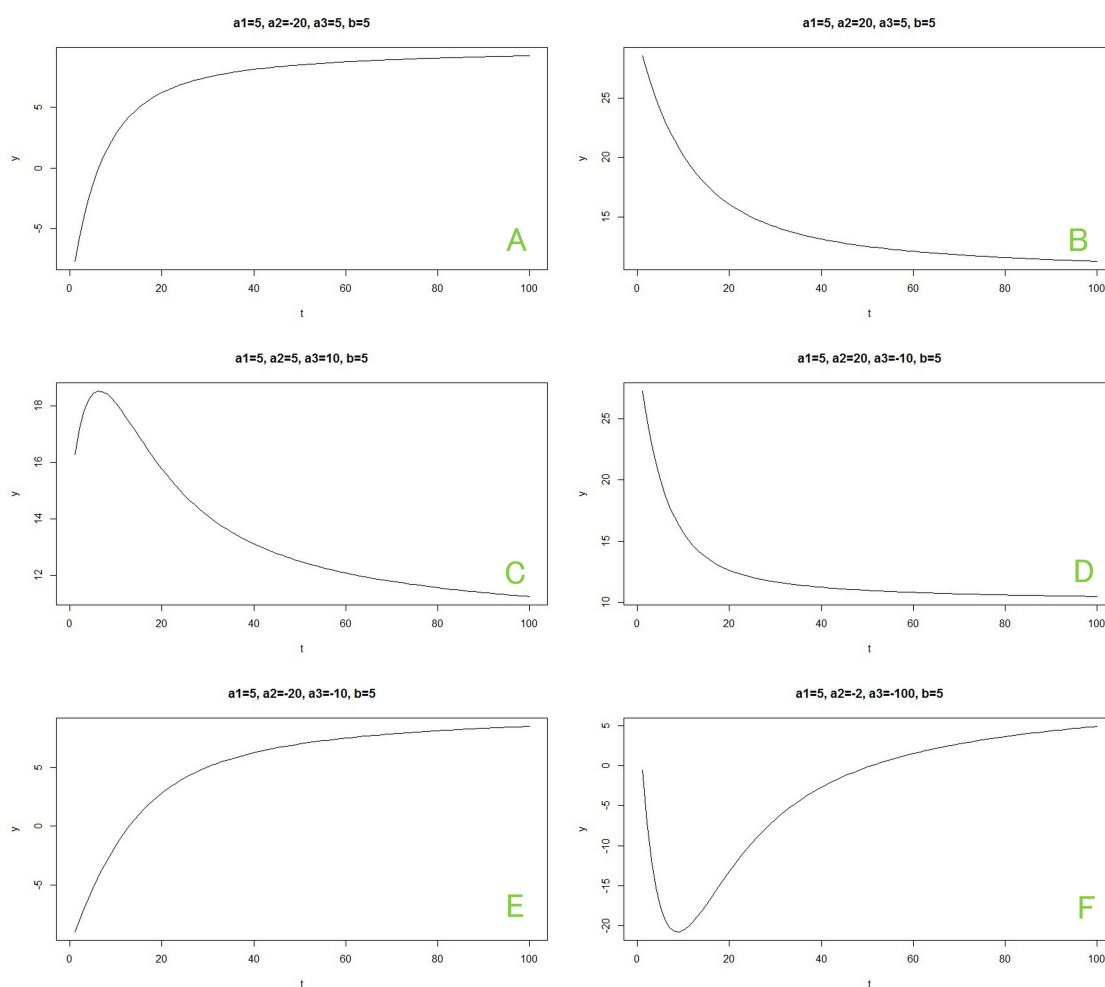 a1=5, a2=-20, a3=5, b=5
y
5
0
-5
A
0 20 40 60 80 100
t
a1=5, a2=20, a3=5, b=5
y
25
20
15
B
0 20 40 60 80 100
t
a1=5, a2=5, a3=10, b=5
y
18
16
14
12
C
0 20 40 60 80 100
t
a1=5, a2=20, a3=-10, b=5
y
25
20
15
10
D
0 20 40 60 80 100
t
a1=5, a2=-20, a3=-10, b=5
y
5
0
-5
E
0 20 40 60 80 100
t
a1=5, a2=-2, a3=-100, b=5
y
5
0
-5
-10
-15
-20
F
0 20 40 60 80 100
t